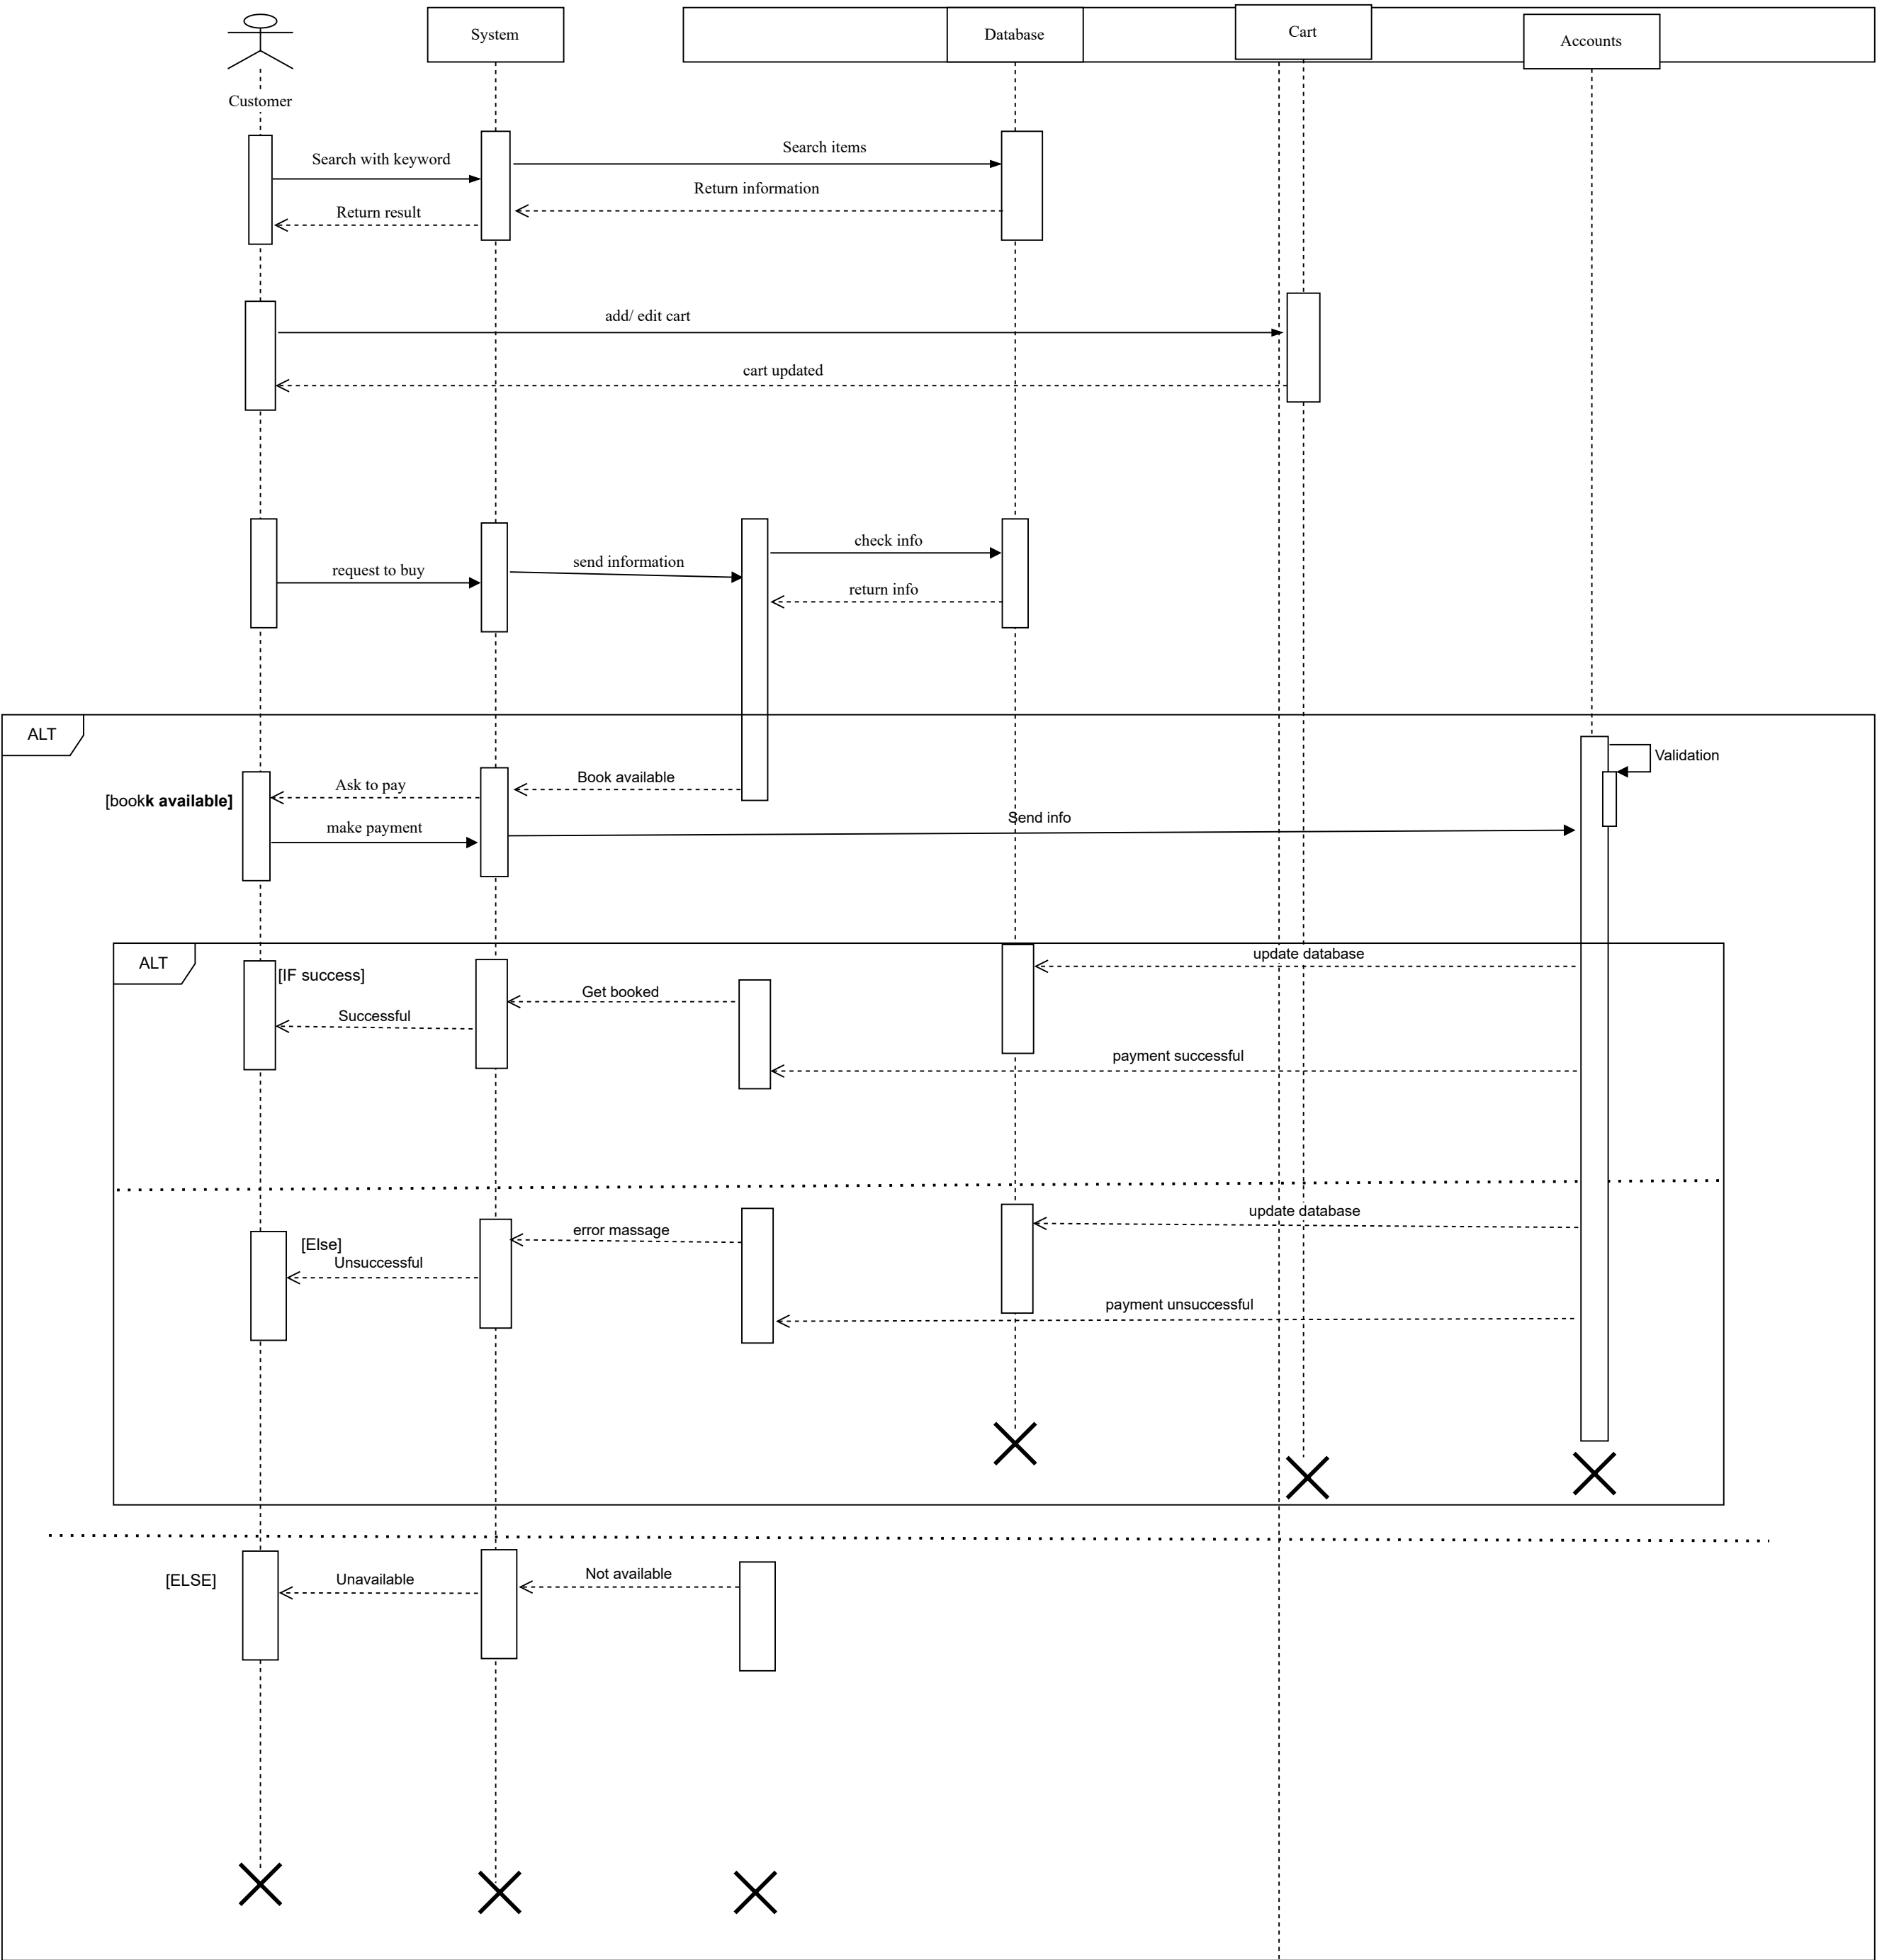 System
Database
Cart
Accounts
Customer
Search with keyword
Search items
Return information
Return result
add/ edit cart
cart updated
check info
send information
request to buy
return info
ALT
Validation
Book available
Ask to pay
[bookk available]
Send info
make payment
update database
ALT
[IF success]
Get booked
Successful
payment successful
update database
error massage
[Else]
Unsuccessful
payment unsuccessful
Not available
Unavailable
[ELSE]